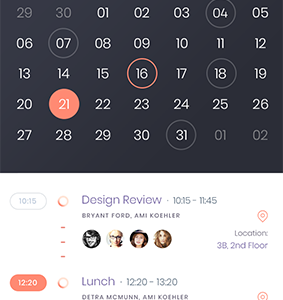 29 30 01 02 03 04 05
06 07 08 09 10 11 12
13 14 15 16 17 18 19
20 21 22 23 24 25 26
27 28 29 30 31 01 02
10:15 Design Review · 10:15 - 11:45
BRYANT FORD, AMI KOEHLER
Location:
3B, 2nd Floor
12:20 Lunch · 12:20 - 13:20
DETRA MCMUNN, AMI KOEHLER